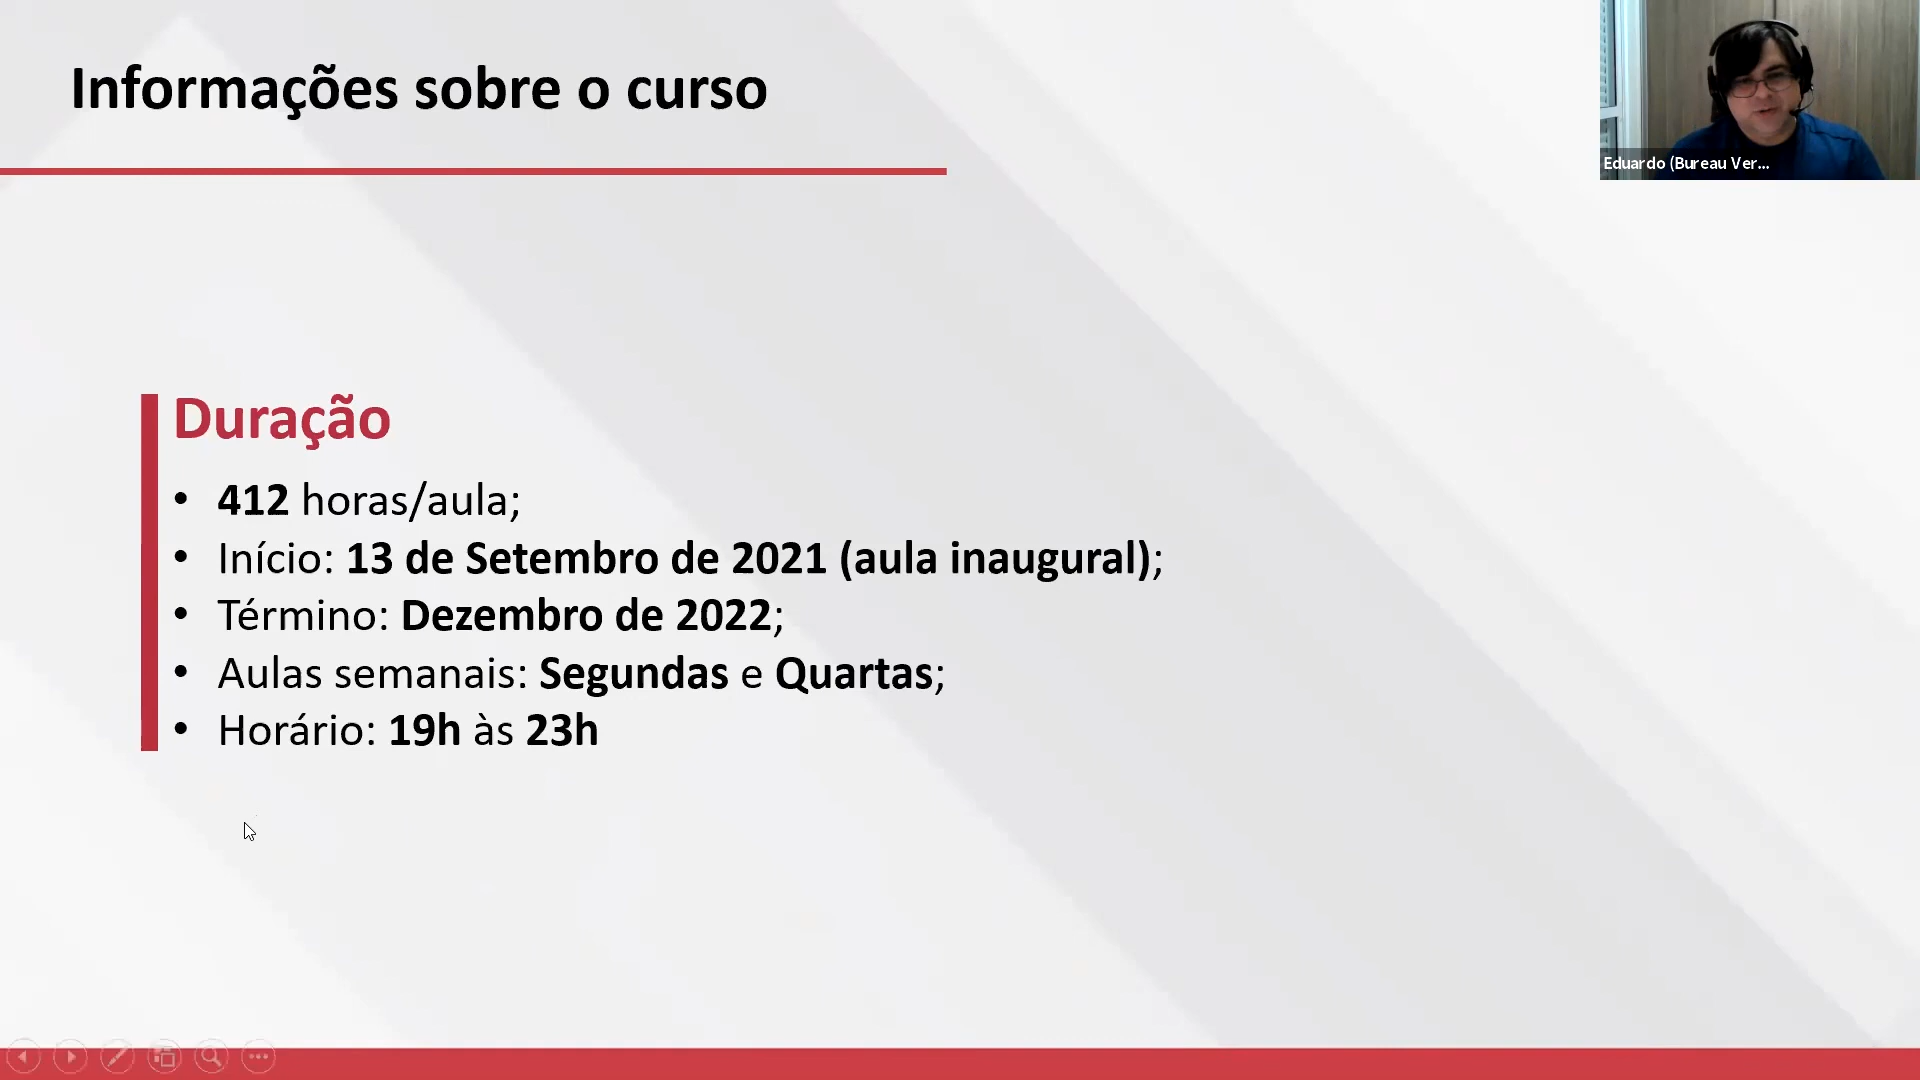 Informações sobre o curso
Eduardo (Bureau Ver...
Duração
• 412 horas/aula;
• Início: 13 de Setembro de 2021 (aula inaugural);
• Término: Dezembro de 2022;
• Aulas semanais: Segundas e Quartas;
• Horário: 19h às 23h